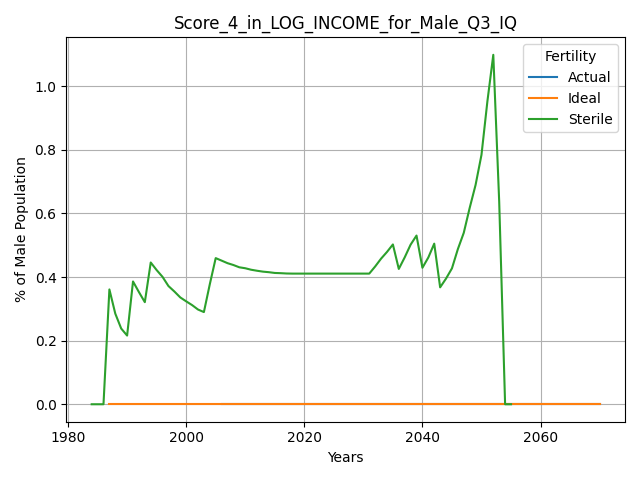 Score_4_in_LOG_INCOME_for_Male_Q3_IQ
Fertility
Actual
Ideal
Sterile
% of Male Population
1.0
0.8
0.6
0.4
0.2
0.0
1980 2000 2020 2040 2060
Years